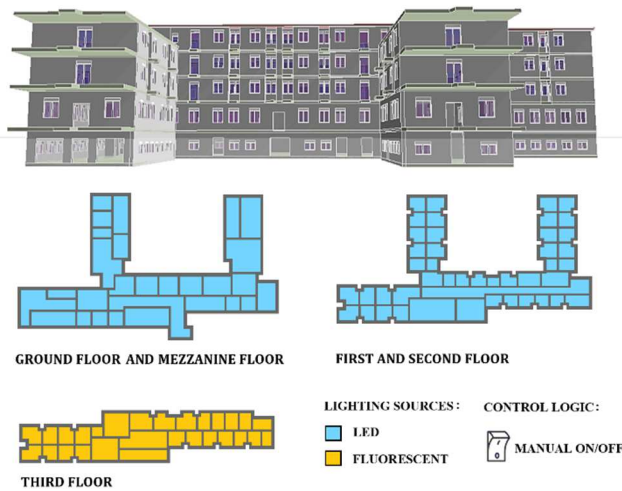 GROUND FLOOR AND MEZZANINE FLOOR
FIRST AND SECOND FLOOR
LIGHTING SOURCES :
CONTROL LOGIC :
LED
MANUAL ON/OFF
FLUORESCENT
THIRD FLOOR